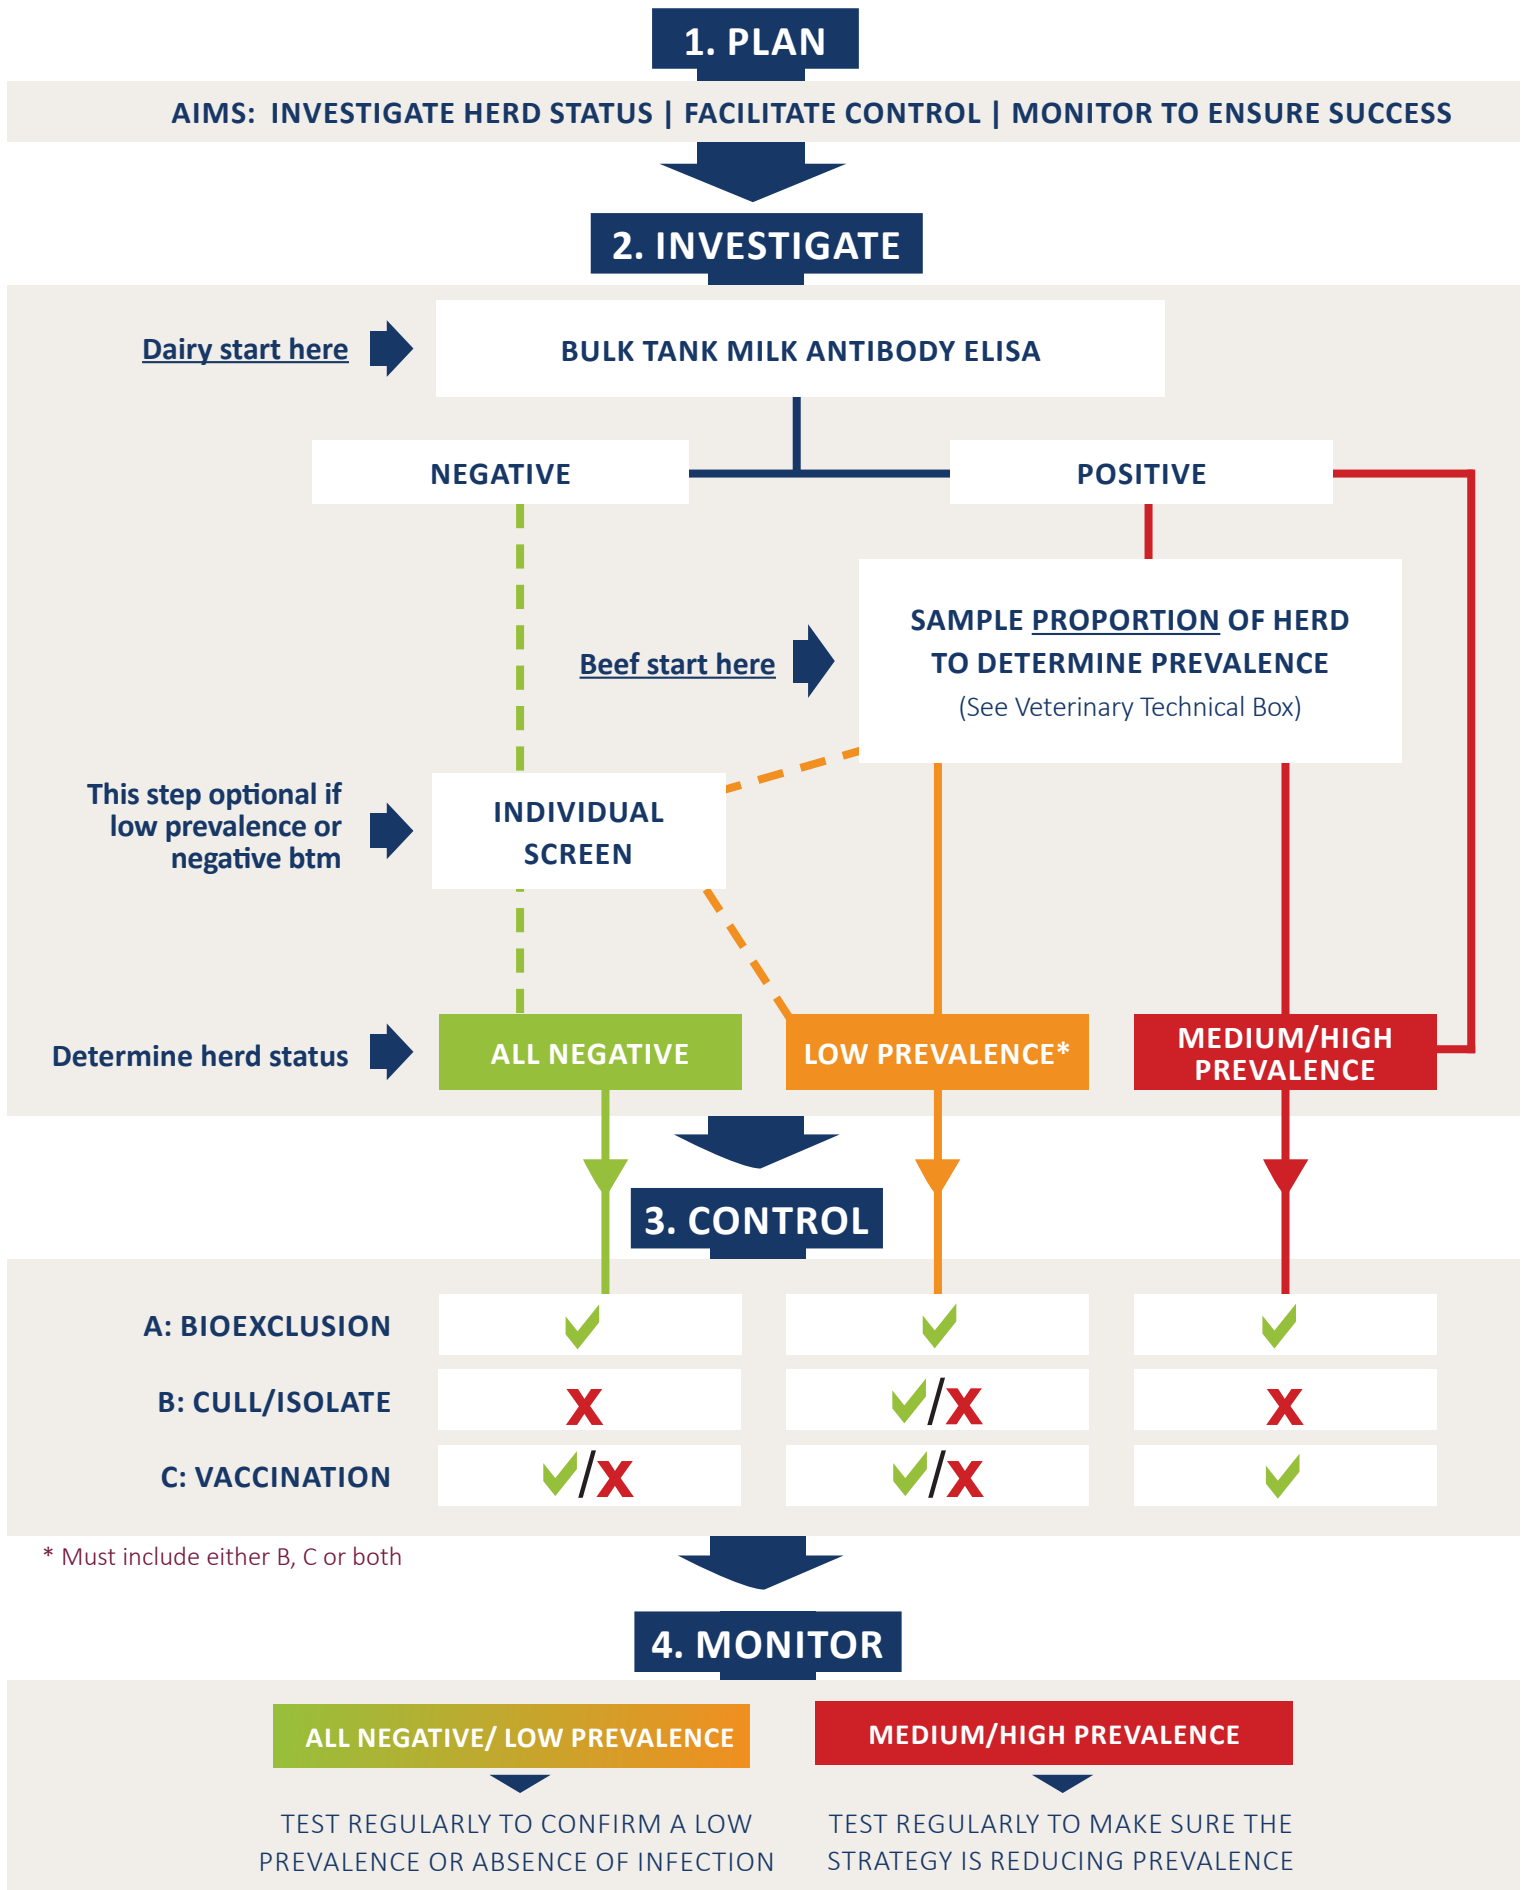 1. PLAN
AIMS: INVESTIGATE HERD STATUS | FACILITATE CONTROL | MONITOR TO ENSURE SUCCESS
2. INVESTIGATE
Dairy start here
BULK TANK MILK ANTIBODY ELISA
NEGATIVE
POSITIVE
SAMPLE PROPORTION OF HERD
TO DETERMINE PREVALENCE
(See Veterinary Technical Box)
Beef start here
This step optional if
low prevalence or
negative btm
INDIVIDUAL
SCREEN
Determine herd status
ALL NEGATIVE
LOW PREVALENCE*
MEDIUM/HIGH
PREVALENCE
3. CONTROL
A: BIOEXCLUSION
✓
✓
✓
B: CULL/ISOLATE
X
✓/X
X
C: VACCINATION
✓/X
✓/X
✓
* Must include either B, C or both
4. MONITOR
ALL NEGATIVE/ LOW PREVALENCE
TEST REGULARLY TO CONFIRM A LOW
PREVALENCE OR ABSENCE OF INFECTION
MEDIUM/HIGH PREVALENCE
TEST REGULARLY TO MAKE SURE THE
STRATEGY IS REDUCING PREVALENCE